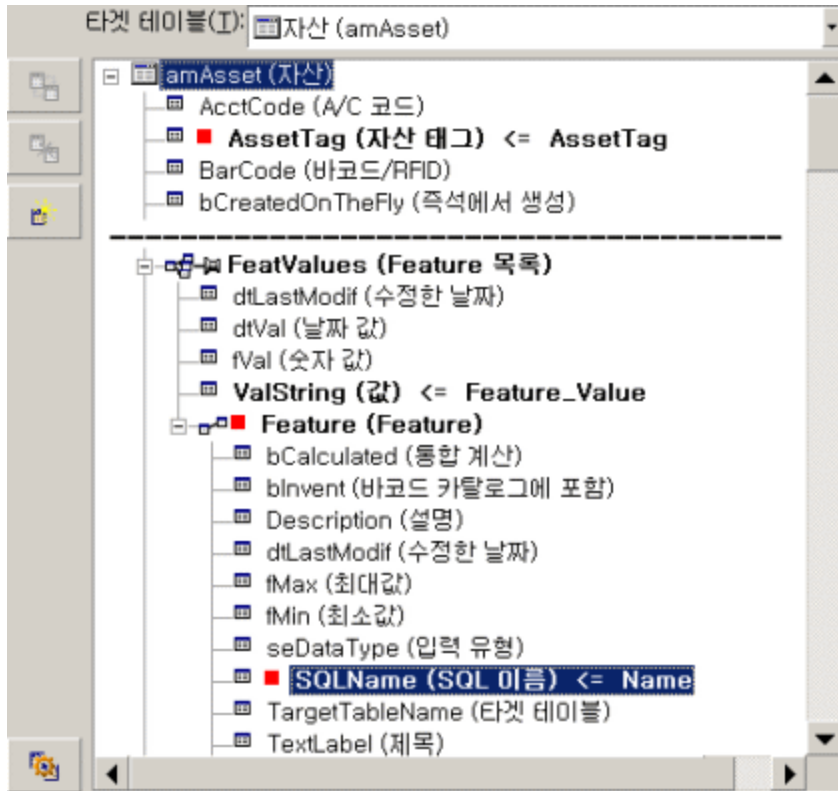 타겟 테이블(T): 자산 (amAsset)
amAsset (자산)
AcctCode (A/C 코드)
AssetTag (자산 태그) <= AssetTag
BarCode (바코드/RFID)
bCreatedOnTheFly (즉석에서 생성)
FeatValues (Feature 목록)
dtLastModif (수정한 날짜)
dtVal (날짜 값)
fVal (숫자 값)
ValString (값) <= Feature_Value
Feature (Feature)
bCalculated (통합 계산)
bInvent (바코드 카탈로그에 포함)
Description (설명)
dtLastModif (수정한 날짜)
fMax (최대값)
fMin (최소값)
seDataType (입력 유형)
SQLName (SQL 이름) <= Name
TargetTableName (타겟 테이블)
TextLabel (제목)